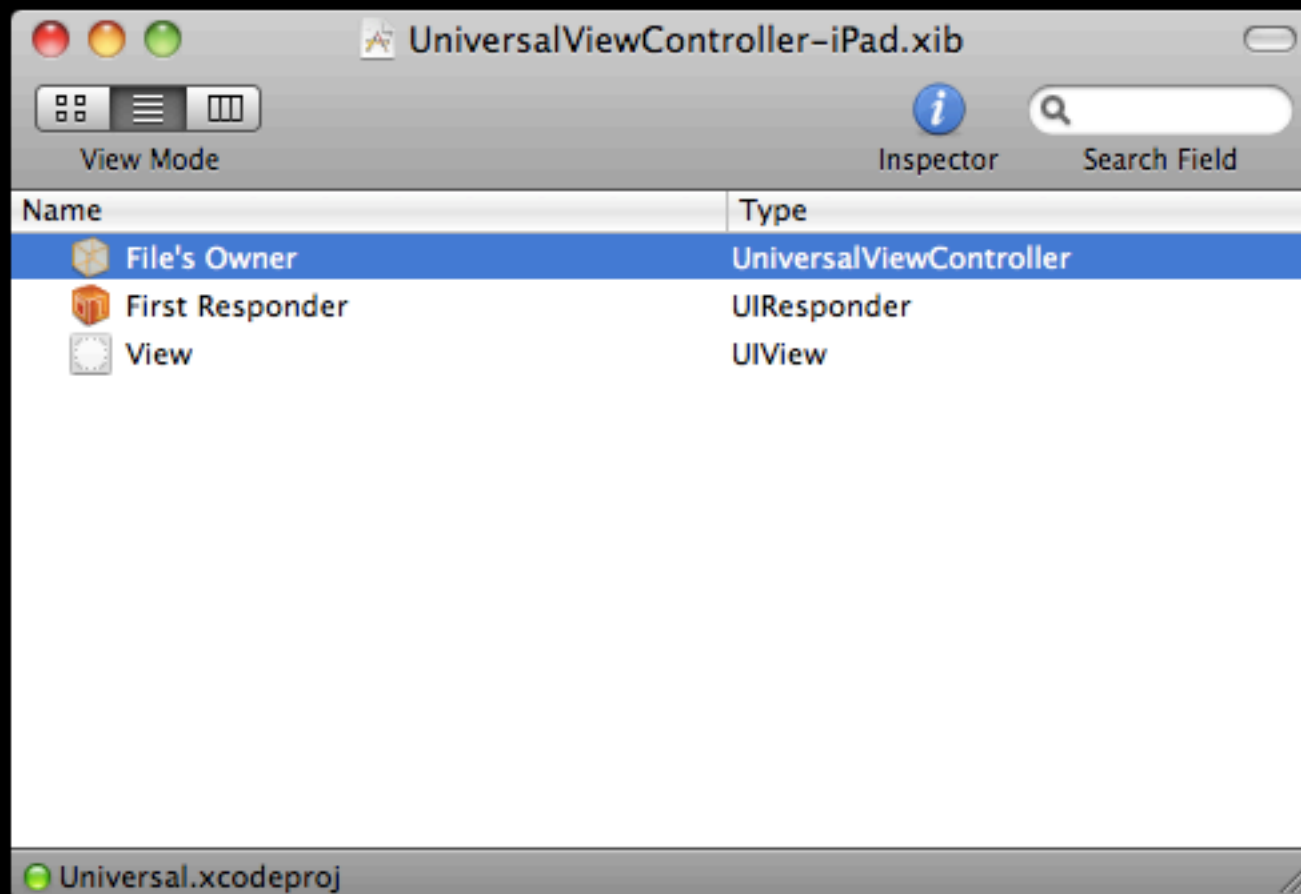 UniversalViewController-iPad.xib
View Mode
Inspector
Search Field
Name Type
File's Owner UniversalViewController
First Responder UIResponder
View UIView
Universal.xcodeproj